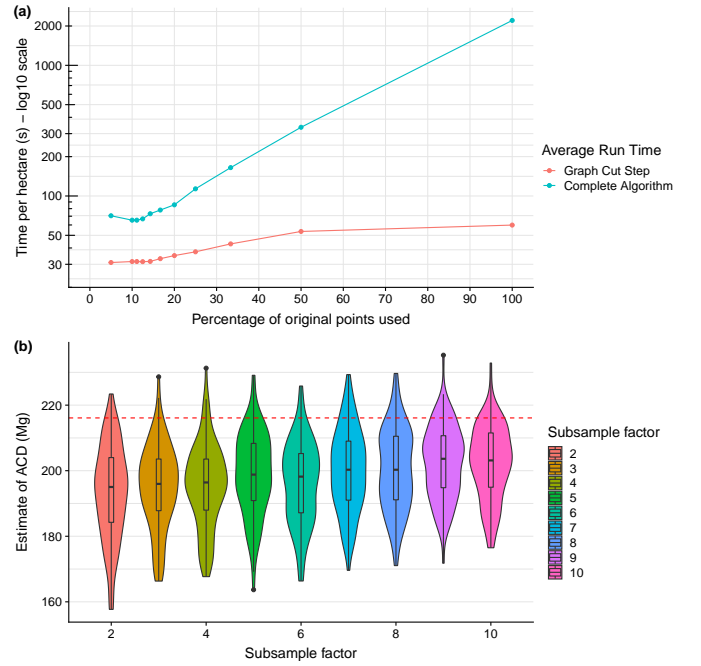 (a)
Time per hectare (s) − log10 scale
2000
1000
500
300
200
100
50
30
0 10 20 30 40 50 60 70 80 90 100
Percentage of original points used
Average Run Time
Graph Cut Step
Complete Algorithm
(b)
Estimate of ACD (Mg)
220
200
180
160
2 4 6 8 10
Subsample factor
Subsample factor
2
3
4
5
6
7
8
9
10